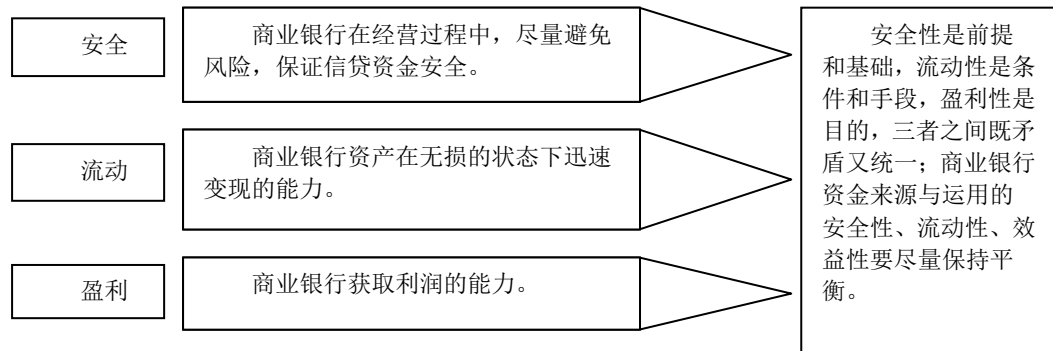 安全
商业银行在经营过程中，尽量避免
风险，保证信贷资金安全。
流动
商业银行资产在无损的状态下迅速
变现的能力。
盈利
商业银行获取利润的能力。
安全性是前提
和基础，流动性是条
件和手段，盈利性是
目的，三者之间既矛
盾又统一；商业银行
资金来源与运用的
安全性、流动性、效
益性要尽量保持平
衡。